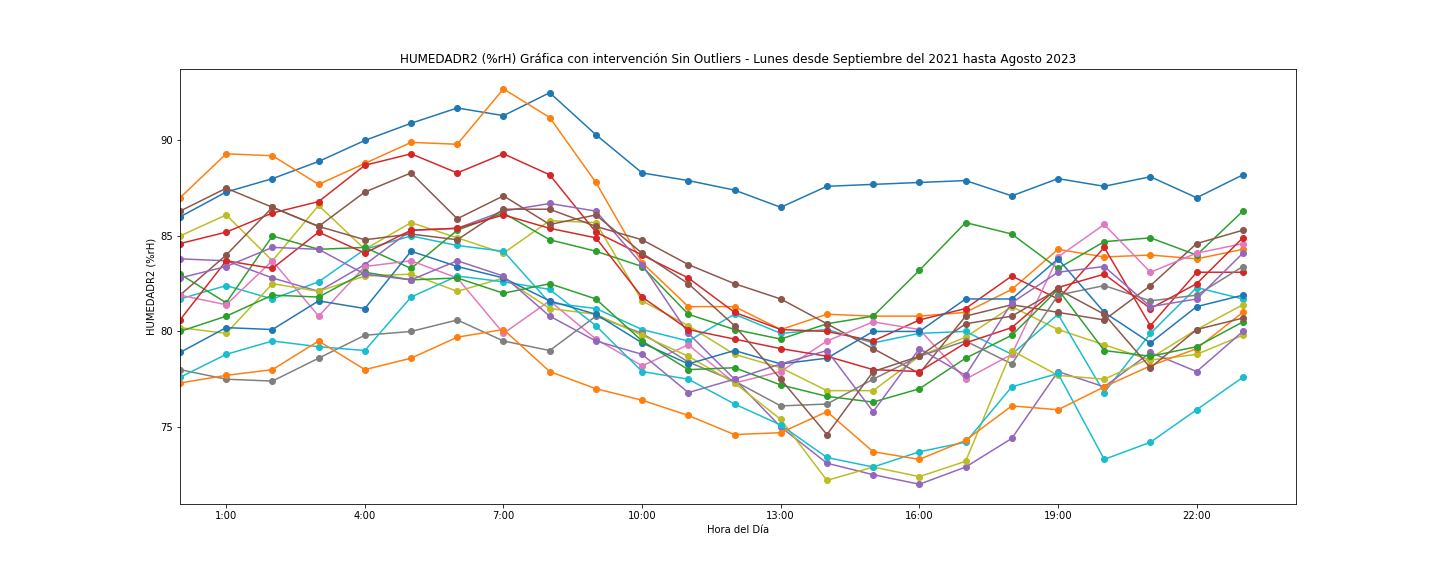 HUMEDADR2 (%rH) Gráfica con intervención Sin Outliers - Lunes desde Septiembre del 2021 hasta Agosto 2023
HUMEDADR2 (%rH)
90
85
80
75
1:00 4:00 7:00 10:00 13:00 16:00 19:00 22:00
Hora del Día